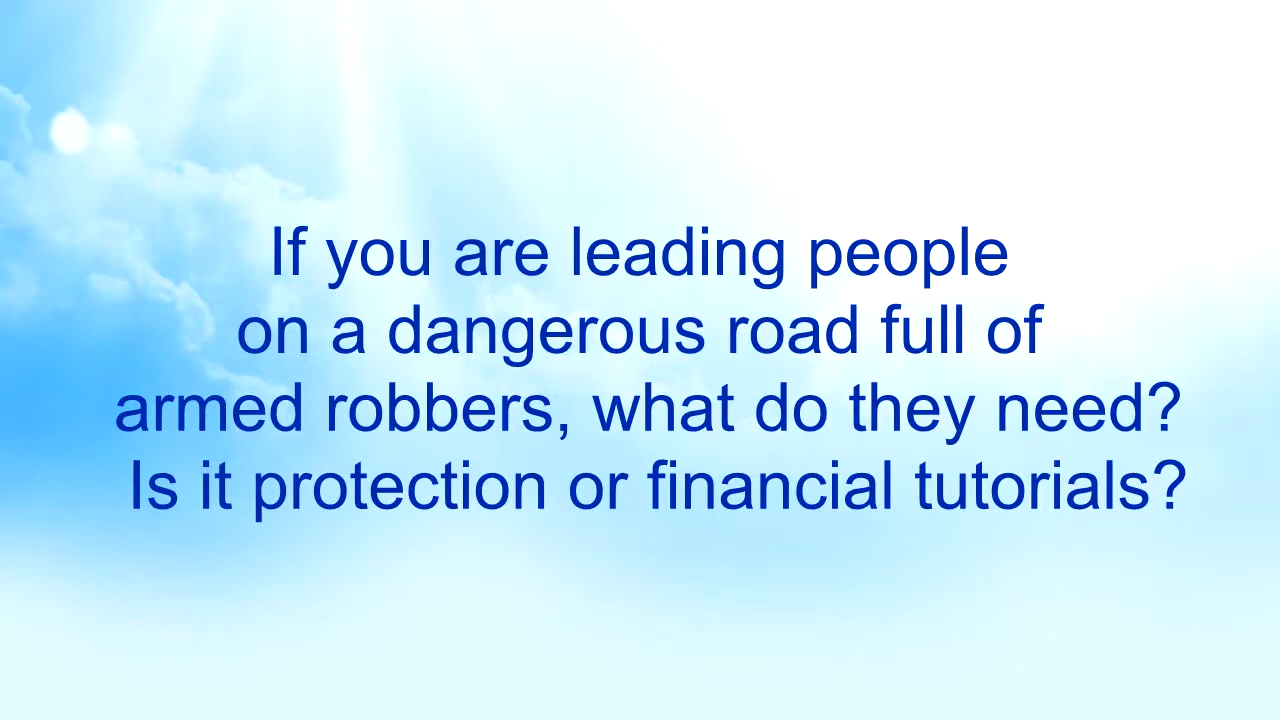 If you are leading people
on a dangerous road full of
armed robbers, what do they need?
Is it protection or financial tutorials?